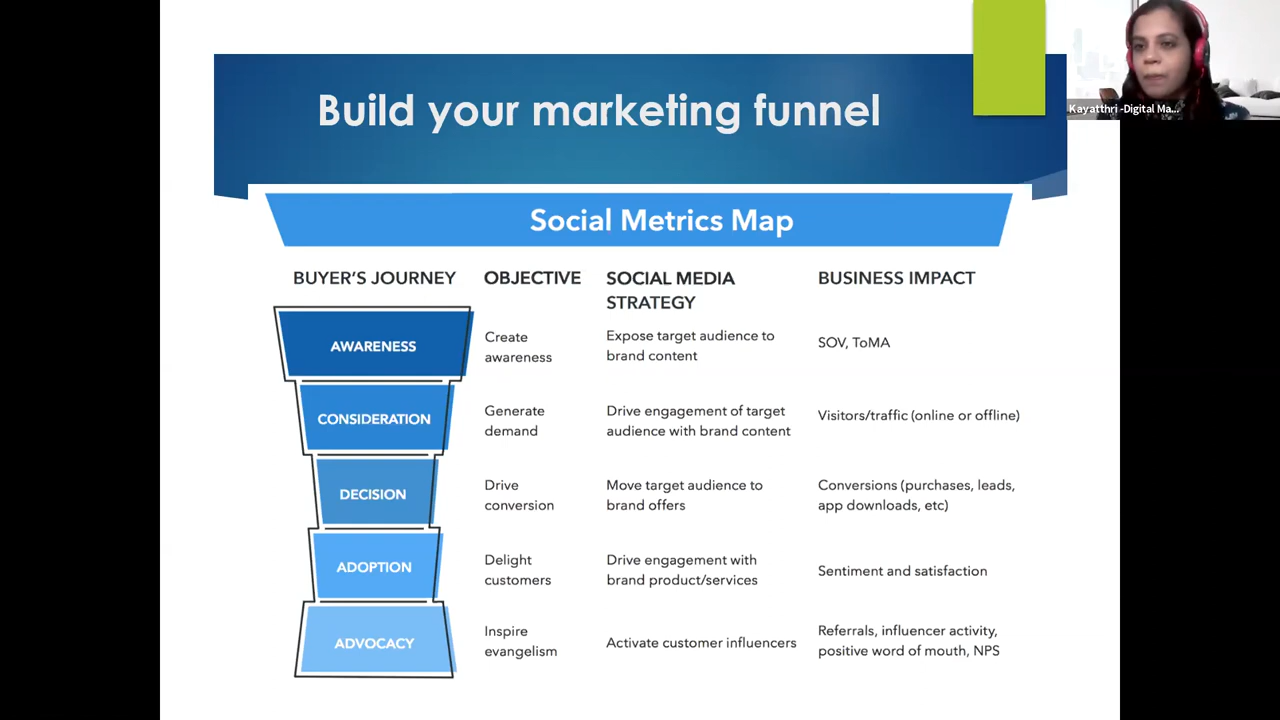 Build your marketing funnel
Kayatthri -Digital Ma...
Social Metrics Map
BUYER'S JOURNEY
OBJECTIVE
SOCIAL MEDIA
STRATEGY
BUSINESS IMPACT
AWARENESS
Create
awareness
Expose target audience to
brand content
SOV, ToMA
CONSIDERATION
Generate
demand
Drive engagement of target
audience with brand content
Visitors/traffic (online or offline)
DECISION
Drive
conversion
Move target audience to
brand offers
Conversions (purchases, leads,
app downloads, etc)
ADOPTION
Delight
customers
Drive engagement with
brand product/services
Sentiment and satisfaction
ADVOCACY
Inspire
evangelism
Activate customer influencers
Referrals, influencer activity,
positive word of mouth, NPS